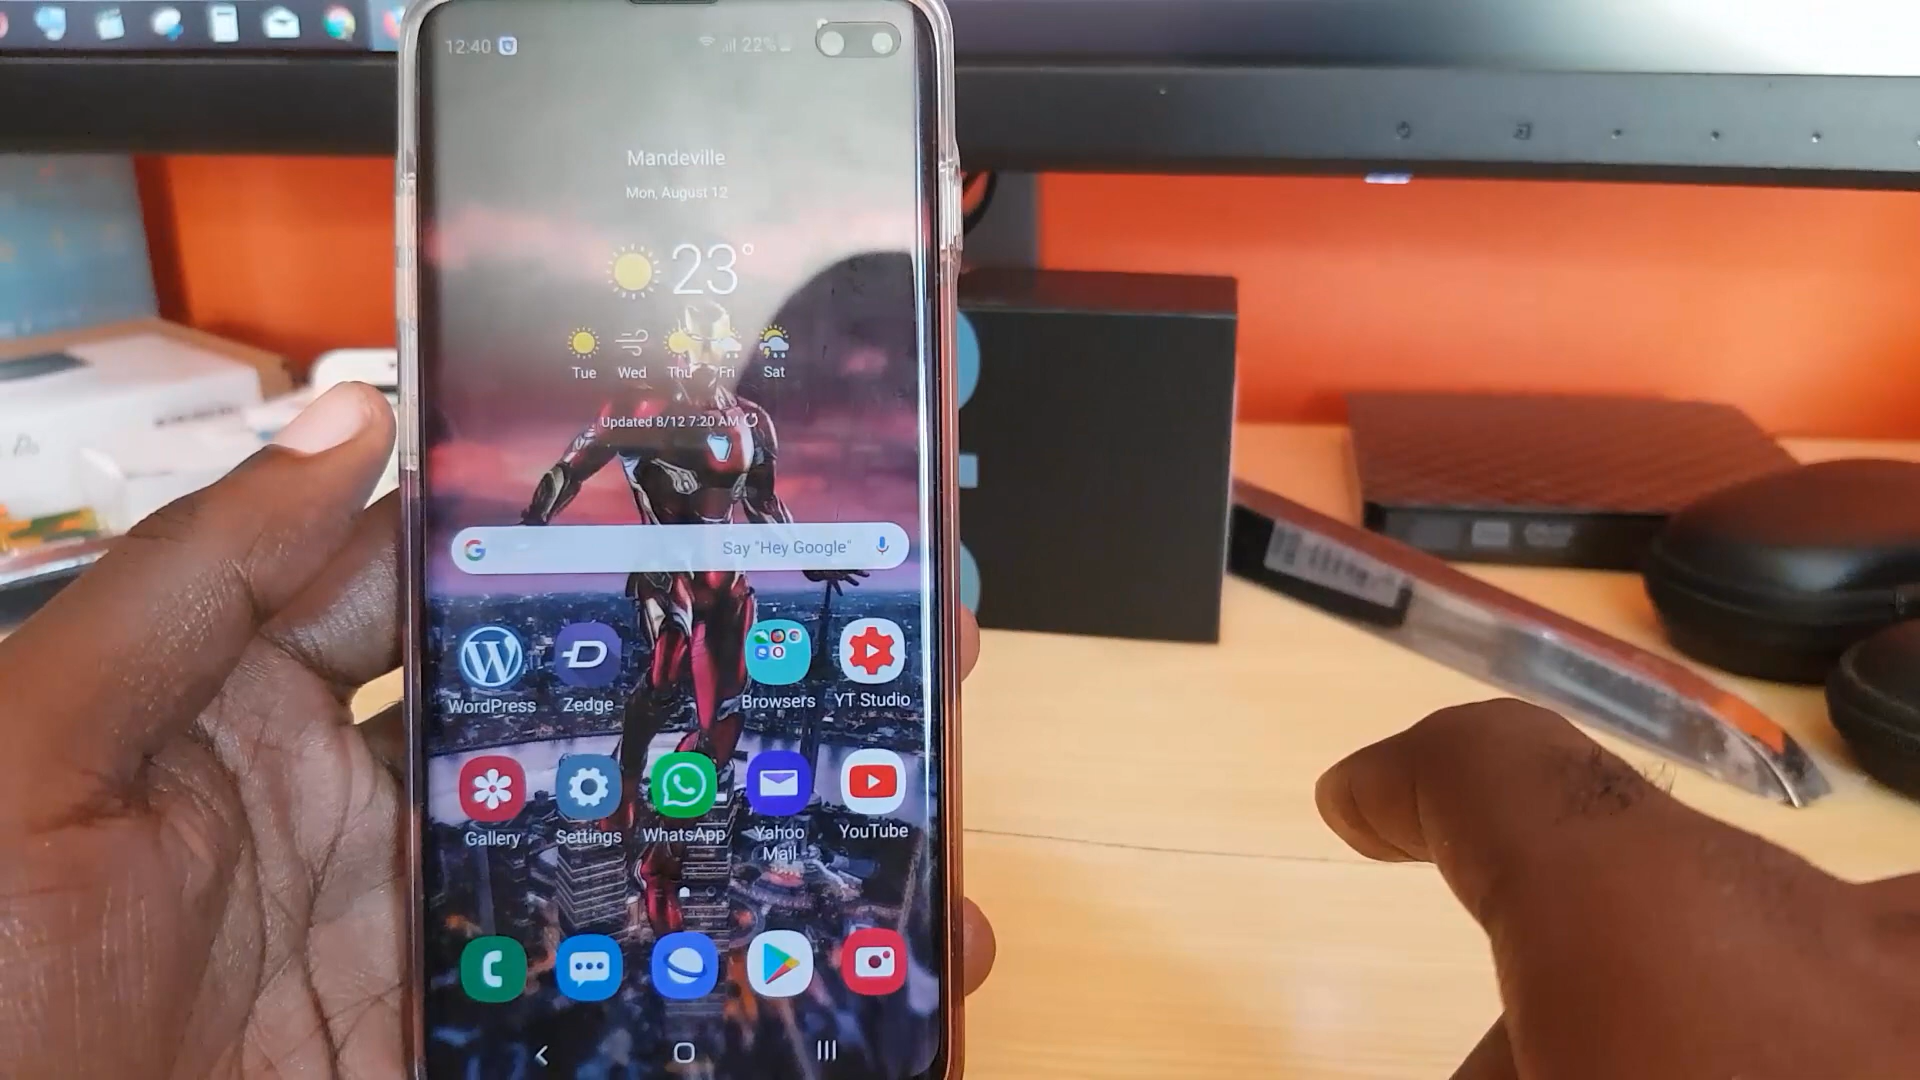 12:40
22%
Mandeville
Mon, August 12
23°
Tue Wed Thu Fri Sat
Updated 8/12 7:20 AM
Say "Hey Google"
WordPress Zedge Browsers YT Studio
Gallery Settings WhatsApp Yahoo Mail YouTube